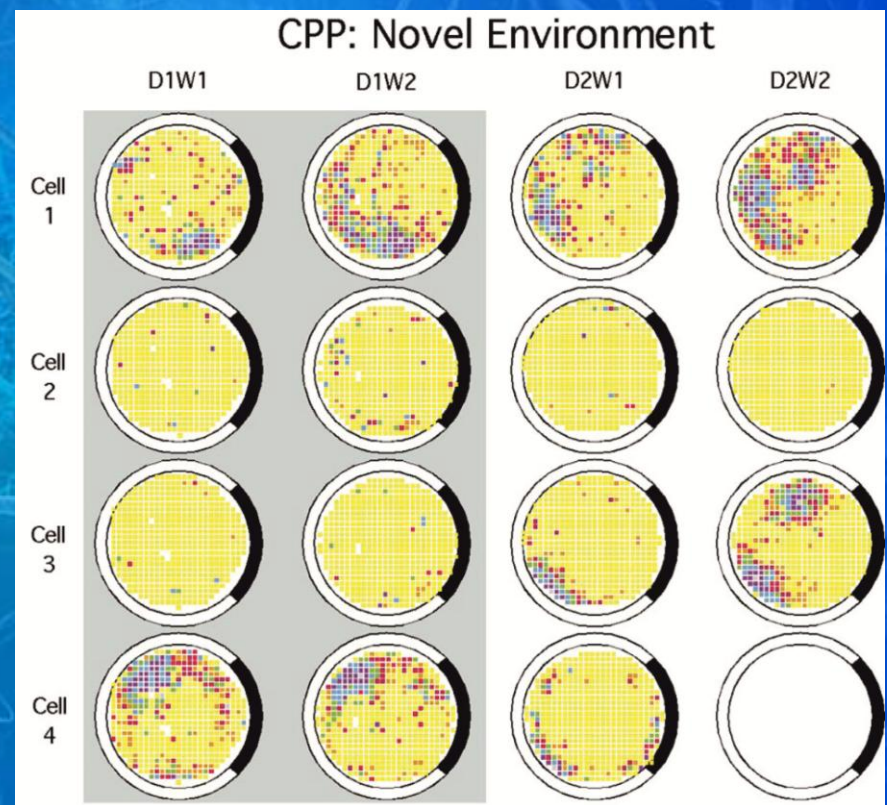 CPP: Novel Environment
D1W1 D1W2 D2W1 D2W2
Cell
1
Cell
2
Cell
3
Cell
4